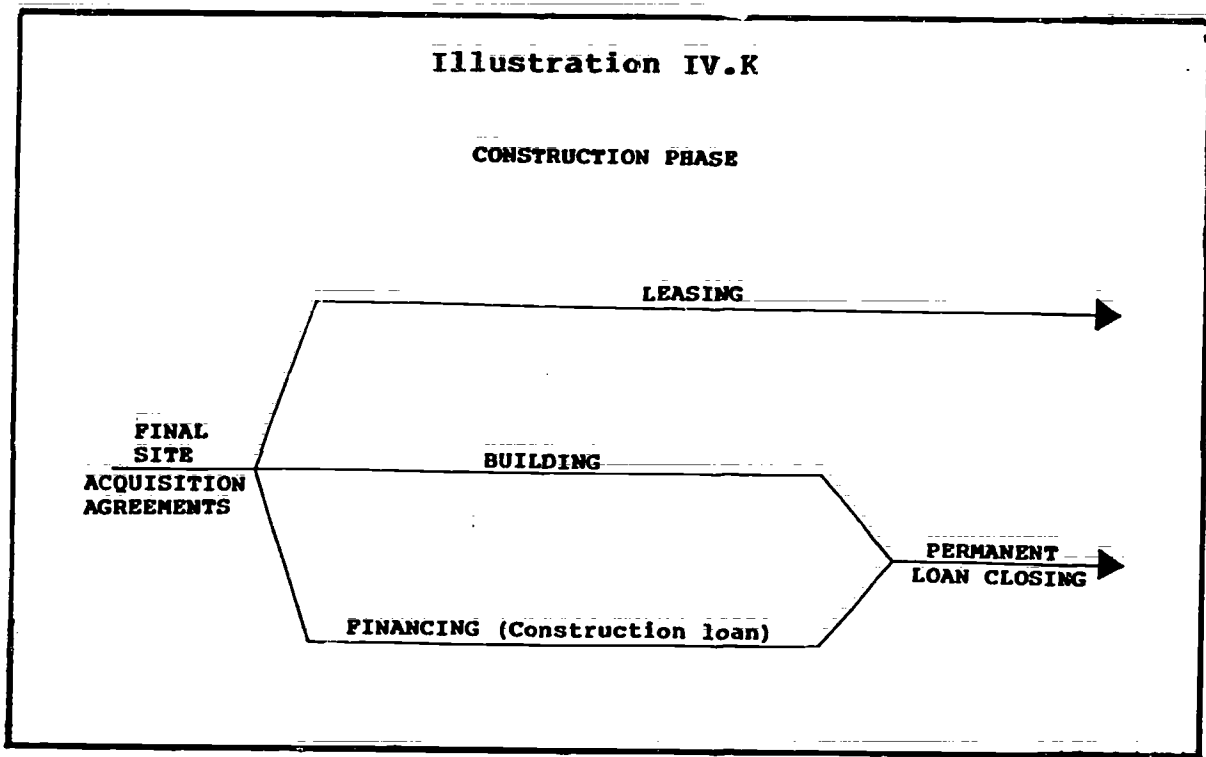 Illustration IV.K
CONSTRUCTION PHASE
LEASING
FINAL
SITE
ACQUISITION
AGREEMENTS
BUILDING
PERMANENT
LOAN CLOSING
FINANCING (Construction loan)